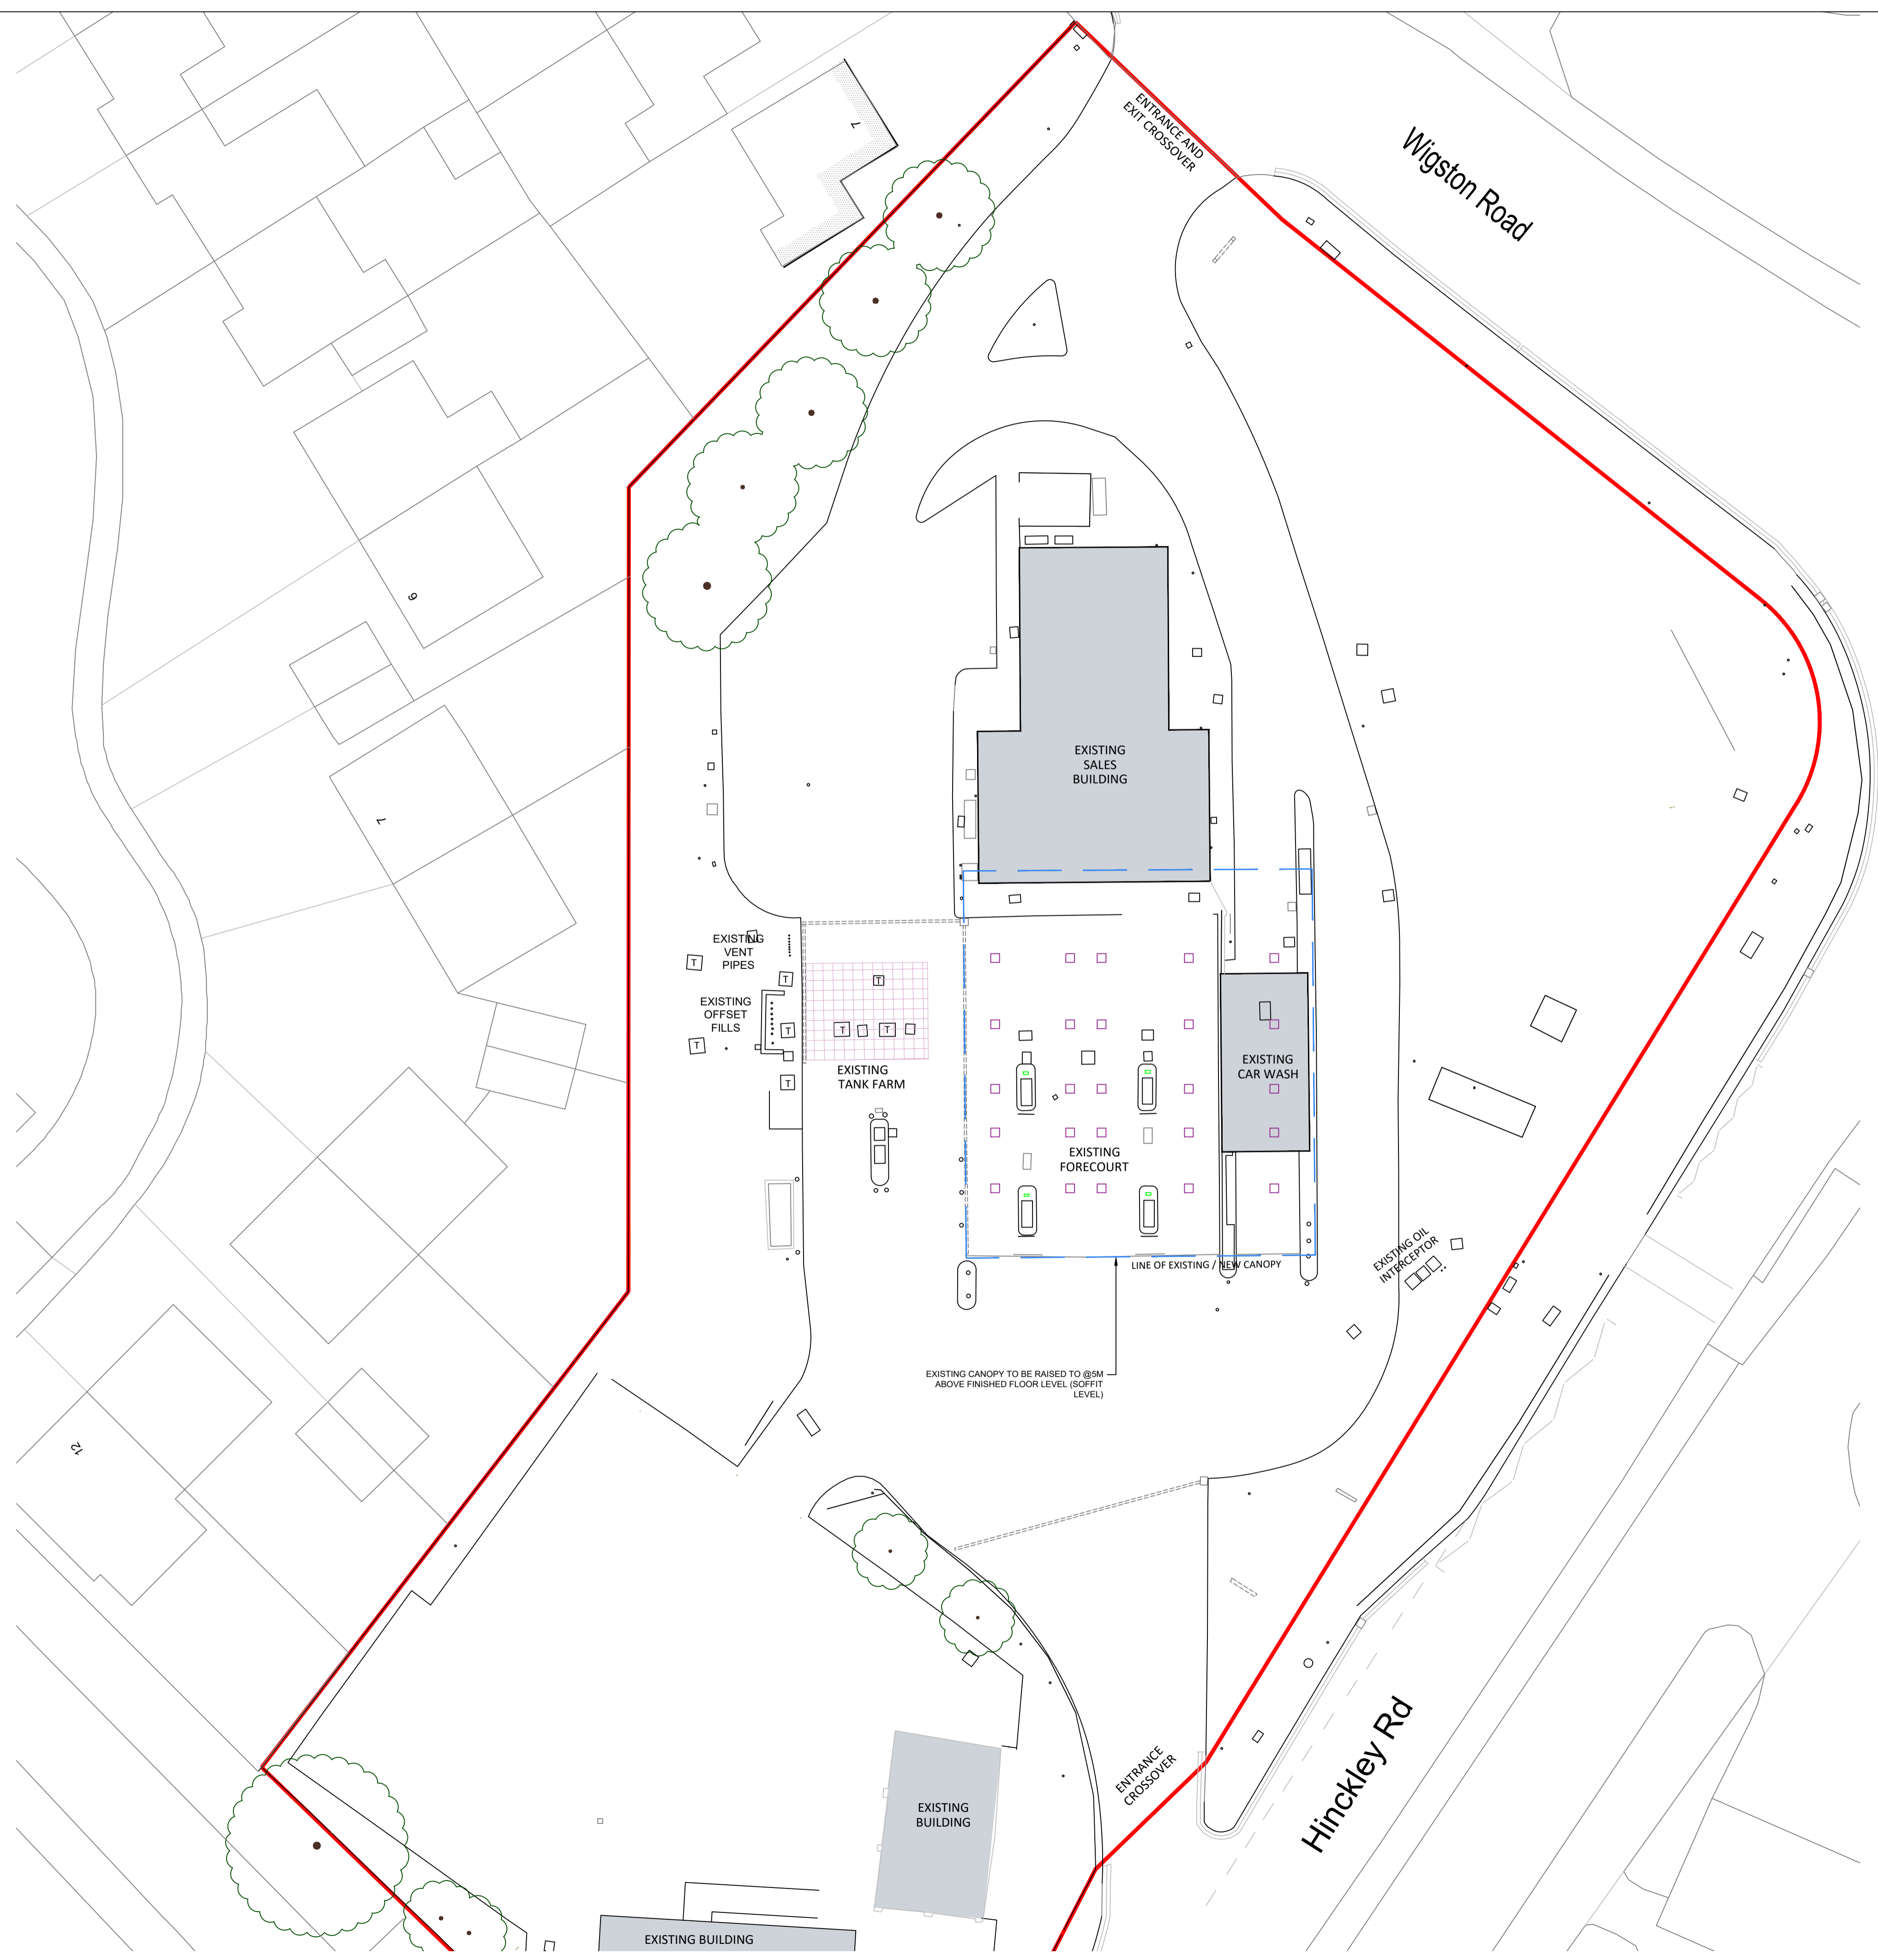 ENTRANCE AND
EXIT CROSSOVER
Wigston Road
7
9
7
EXISTING
SALES
BUILDING
EXISTING
VENT
PIPES
T
T
T
EXISTING
OFFSET
FILLS
T
T
T
T
T
EXISTING
TANK FARM
EXISTING
CAR WASH
EXISTING
FORECOURT
LINE OF EXISTING / NEW CANOPY
EXISTING OIL
INTERCEPTOR
EXISTING CANOPY TO BE RAISED TO @5M
ABOVE FINISHED FLOOR LEVEL (SOFFIT
LEVEL)
12
ENTRANCE
CROSSOVER
Hinckley Rd
EXISTING
BUILDING
EXISTING BUILDING